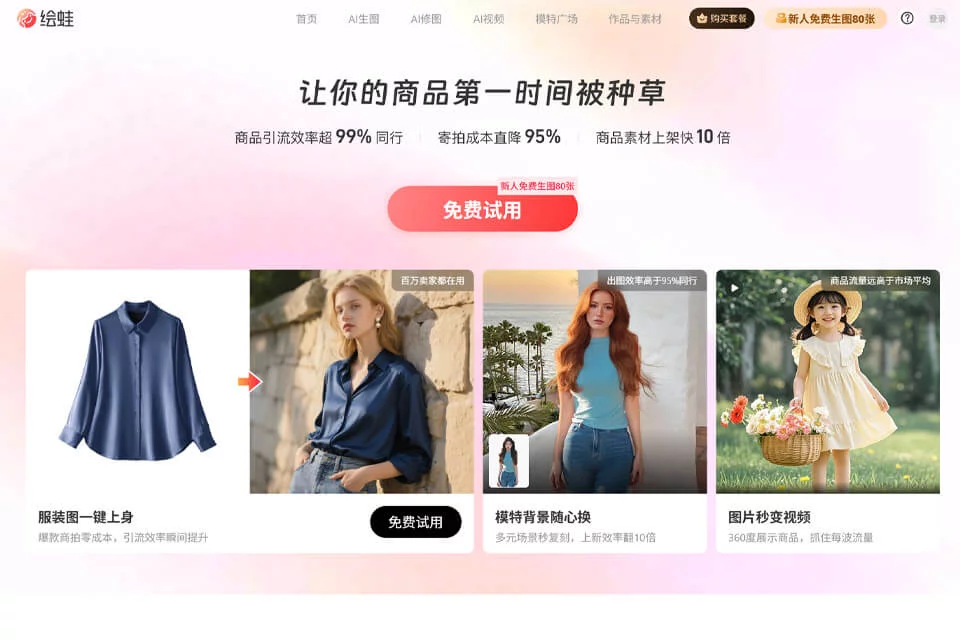 绘蛙
首页
AI生图
AI修图
AI视频
模特广场
作品与素材
购买套餐
新人免费生图80张
登录
让你的商品第一时间被种草
商品引流效率超 99% 同行
寄拍成本直降 95%
商品素材上架快 10 倍
新人免费生图80张
免费试用
百万卖家都在用
出图效率高于95%同行
商品流量远高于市场平均
服装图一键上身
爆款商拍零成本，引流效率瞬间提升
免费试用
模特背景随心换
多元场景秒复刻，上新效率翻10倍
图片秒变视频
360度展示商品，抓住每波流量